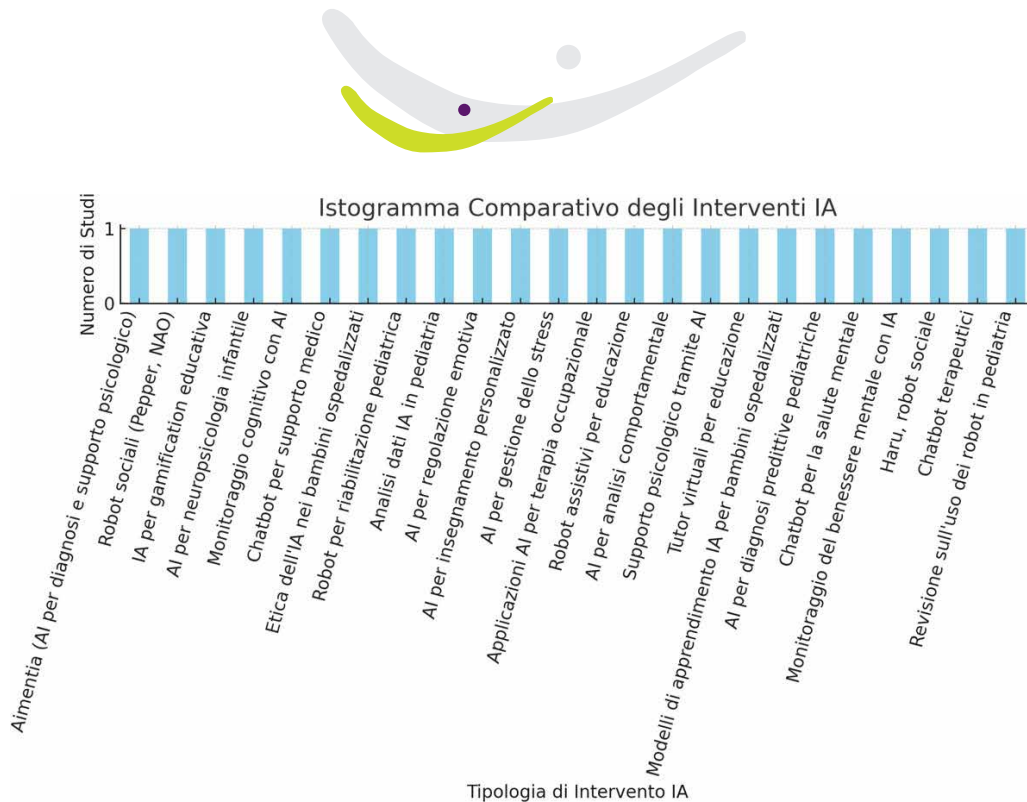 Istogramma Comparativo degli Interventi IA
Numero di Studi
1
0
Aimentia (AI per diagnosi e supporto psicologico)
Robot sociali (Pepper, NAO)
IA per gamification educativa
AI per neuropsicologia infantile
Monitoraggio cognitivo con AI
Chatbot per supporto medico
Etica dell'IA nei bambini ospedalizzati
Robot per riabilitazione pediatrica
Analisi dati IA in pediatria
AI per regolazione emotiva
AI per insegnamento personalizzato
AI per gestione dello stress
Applicazioni AI per terapia occupazionale
Robot assistivi per educazione
AI per analisi comportamentale
Supporto psicologico tramite AI
Tutor virtuali per educazione
Modelli di apprendimento IA per bambini ospedalizzati
AI per diagnosi predittive pediatriche
Chatbot per la salute mentale
Monitoraggio del benessere mentale con IA
Haru, robot sociale
Chatbot terapeutici
Revisione sull'uso dei robot in pediatria
Tipologia di Intervento IA